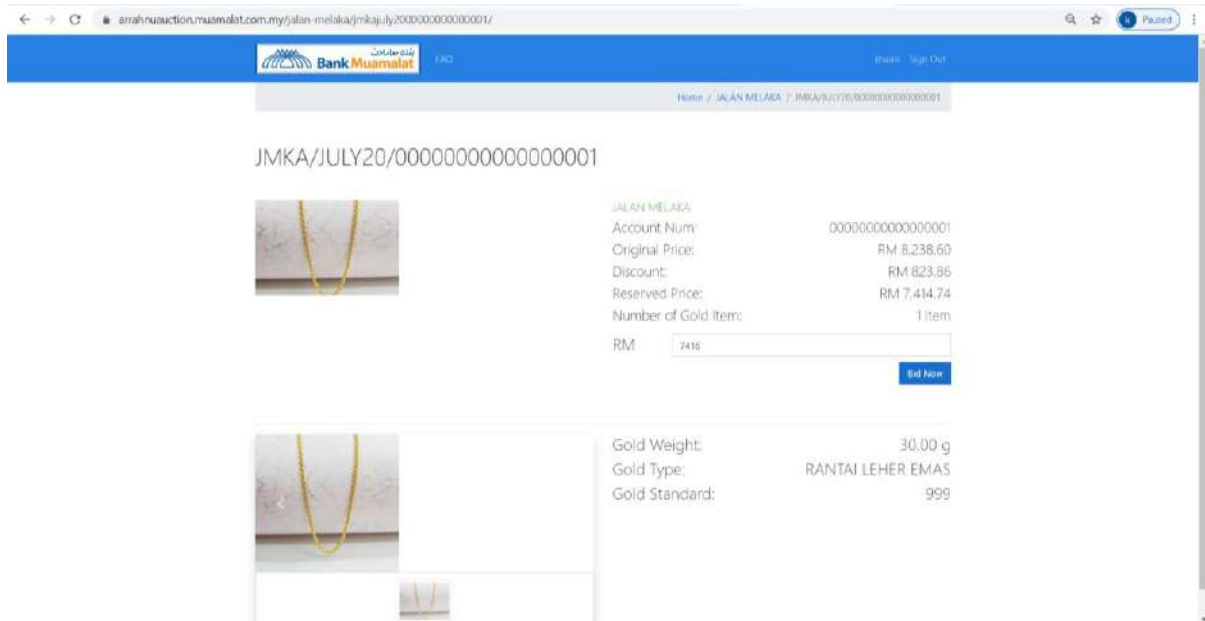 arrahnuauction.muamalat.com.my/jalan-melaka/jmkajuly2000000000000001/
Paused
Bank Muamalat
FAQ
Sign Out
Home / JALAN MELAKA / JMKA/JULY20/00000000000000001
JMKA/JULY20/00000000000000001
JALAN MELAKA
Account Num: 00000000000000001
Original Price: RM 8,238.60
Discount: RM 823.86
Reserved Price: RM 7,414.74
Number of Gold Item: 1 item
RM 7416
Bid Now
Gold Weight: 30.00 g
Gold Type: RANTAI LEHER EMAS
Gold Standard: 999